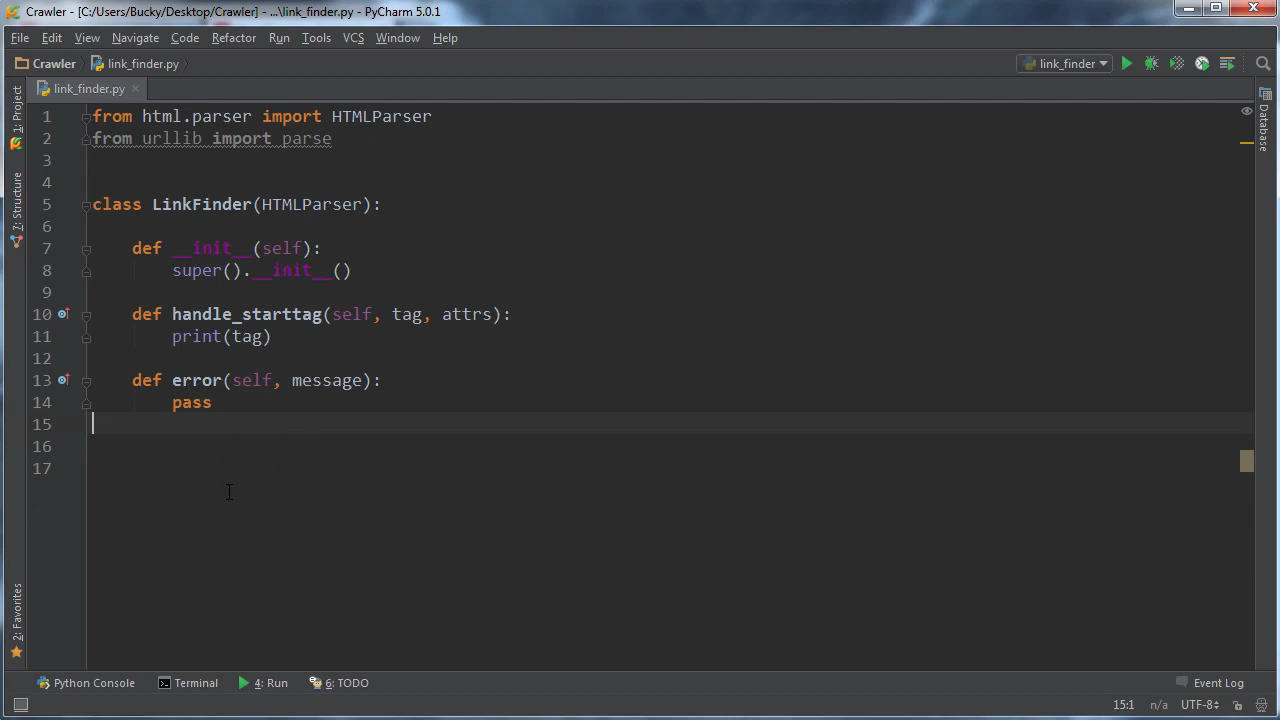 Crawler - [C:/Users/Bucky/Desktop/Crawler] - ...\link_finder.py - PyCharm 5.0.1
File Edit View Navigate Code Refactor Run Tools VCS Window Help
Crawler link_finder.py link_finder
link_finder.py
1: Project
7: Structure
2: Favorites
Database
1 from html.parser import HTMLParser
2 from urllib import parse
3
4
5 class LinkFinder(HTMLParser):
6
7 def __init__(self):
8 super().__init__()
9
10 def handle_starttag(self, tag, attrs):
11 print(tag)
12
13 def error(self, message):
14 pass
15
16
17
Python Console Terminal 4: Run 6: TODO Event Log
15:1 n/a UTF-8